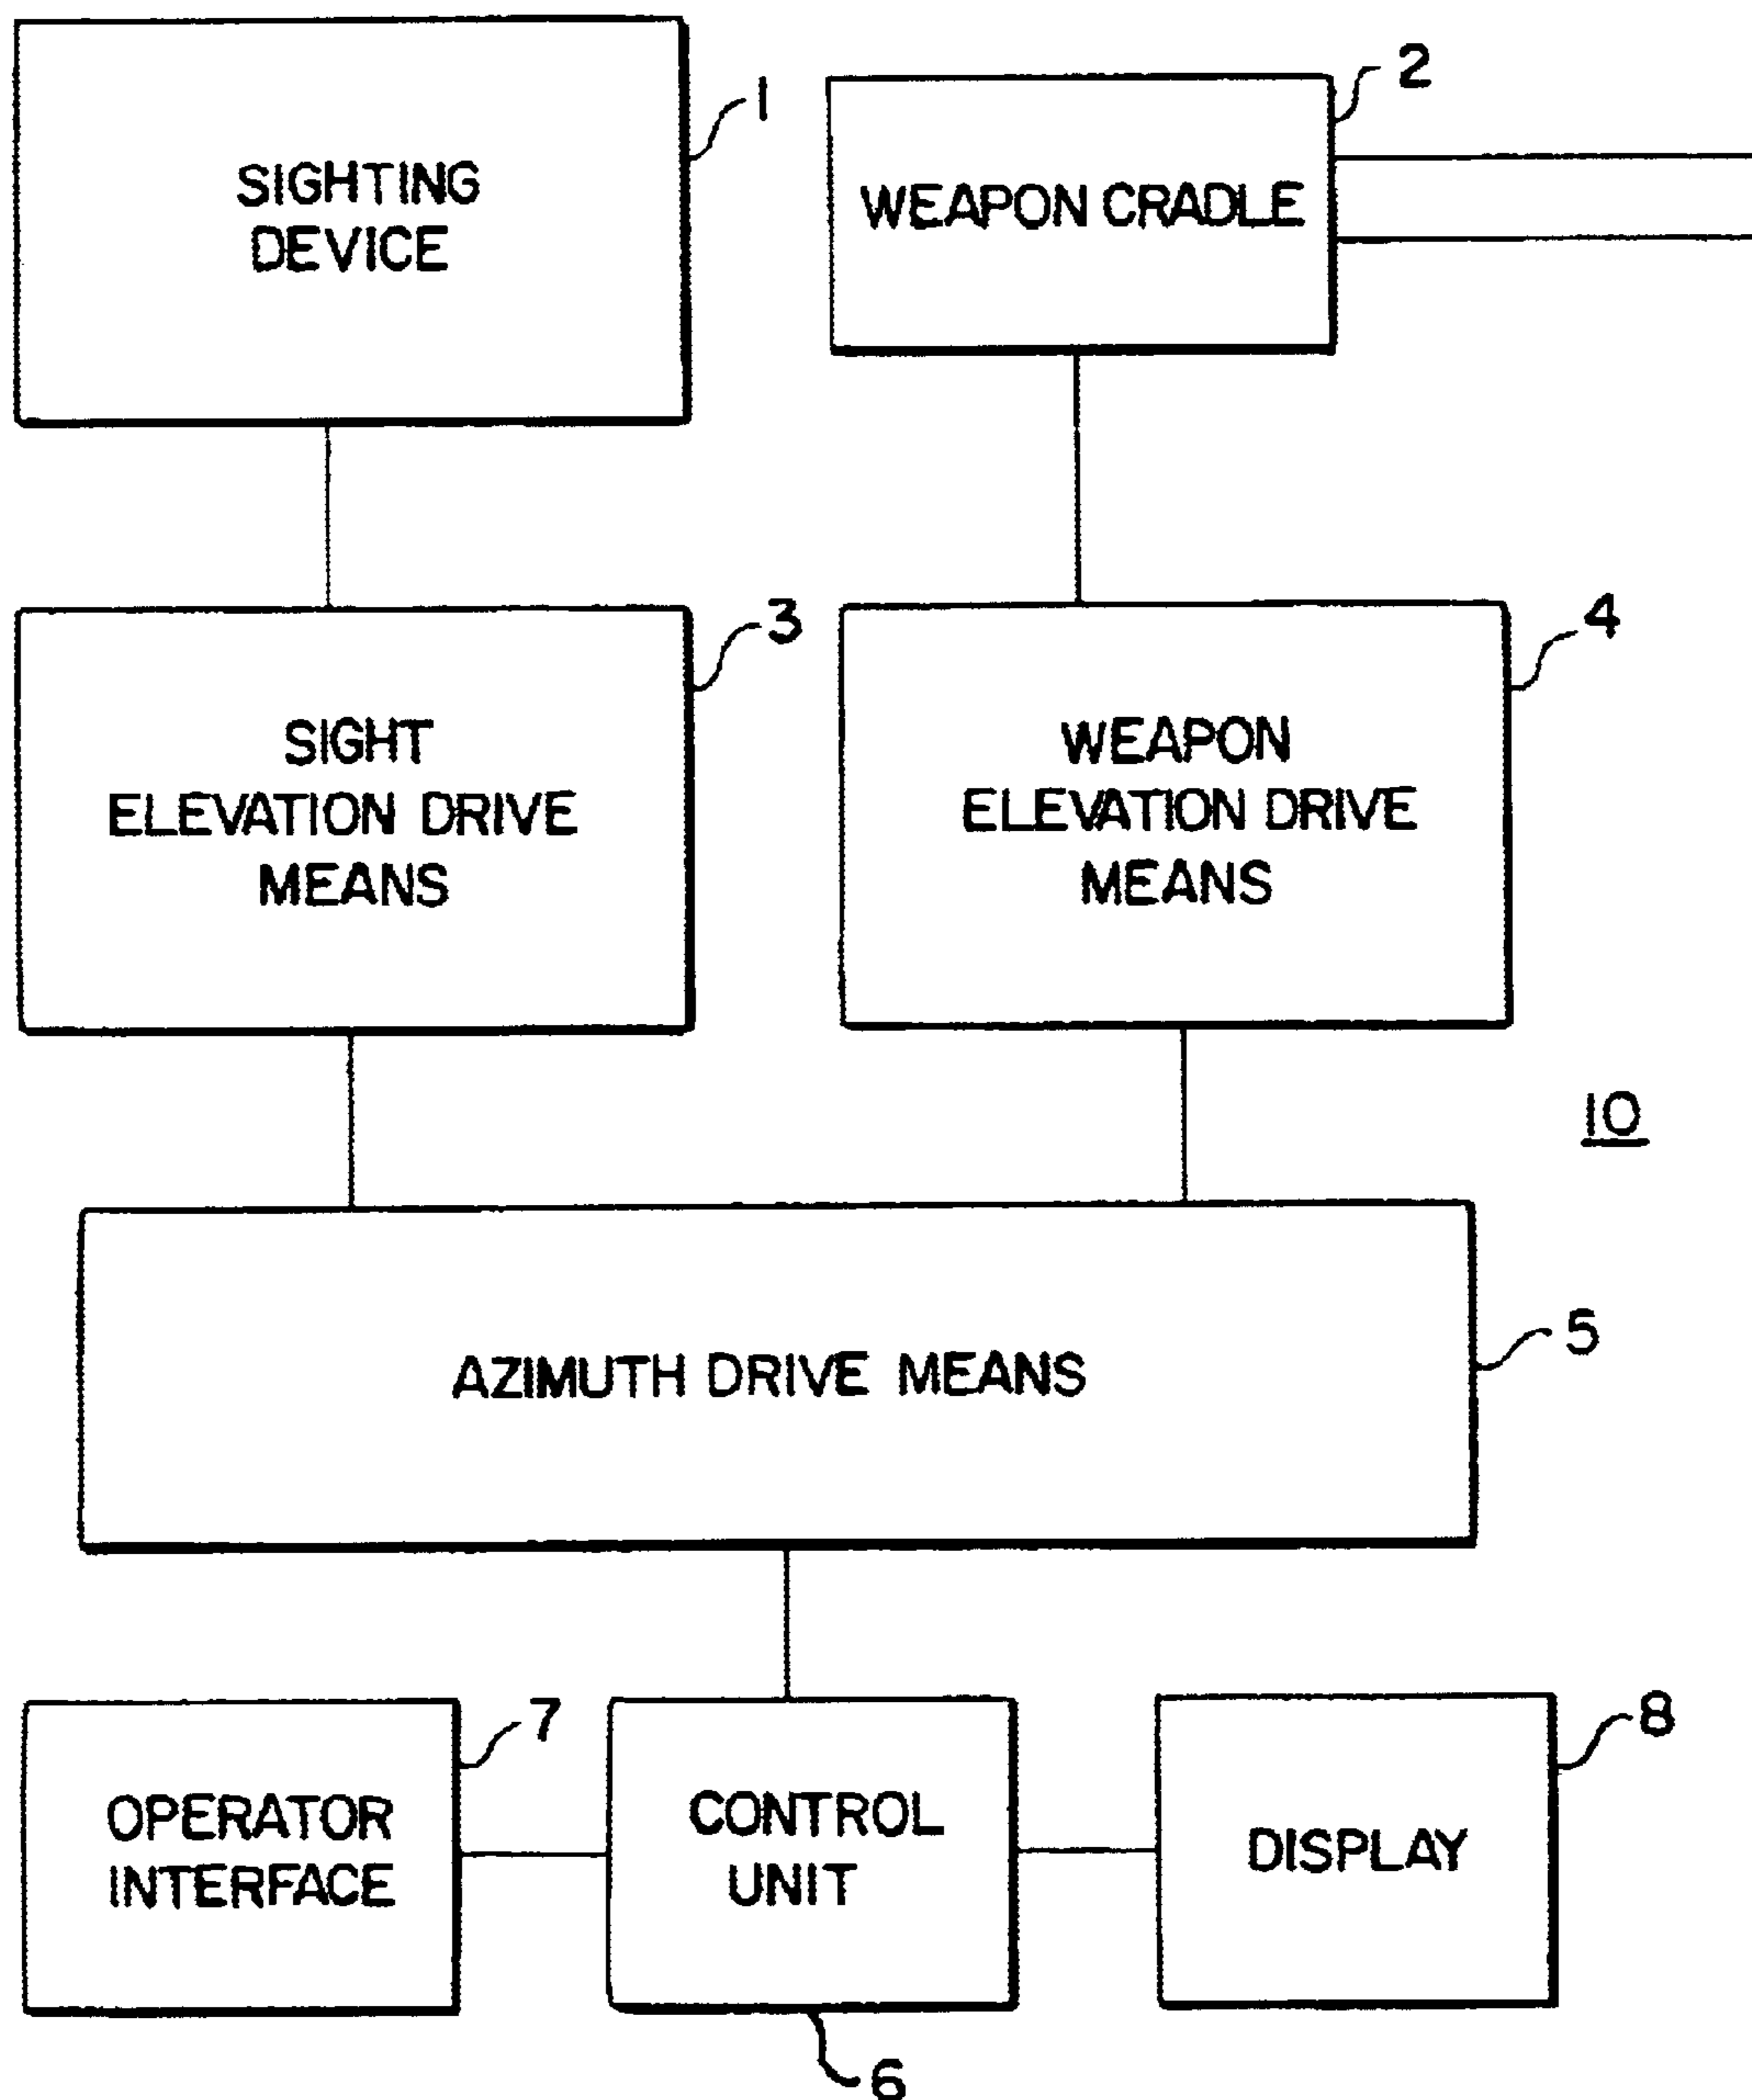 1
2
SIGHTING
DEVICE
WEAPON CRADLE
3
4
SIGHT
ELEVATION DRIVE
MEANS
WEAPON
ELEVATION DRIVE
MEANS
10
5
AZIMUTH DRIVE MEANS
7
8
OPERATOR
INTERFACE
CONTROL
UNIT
DISPLAY
6